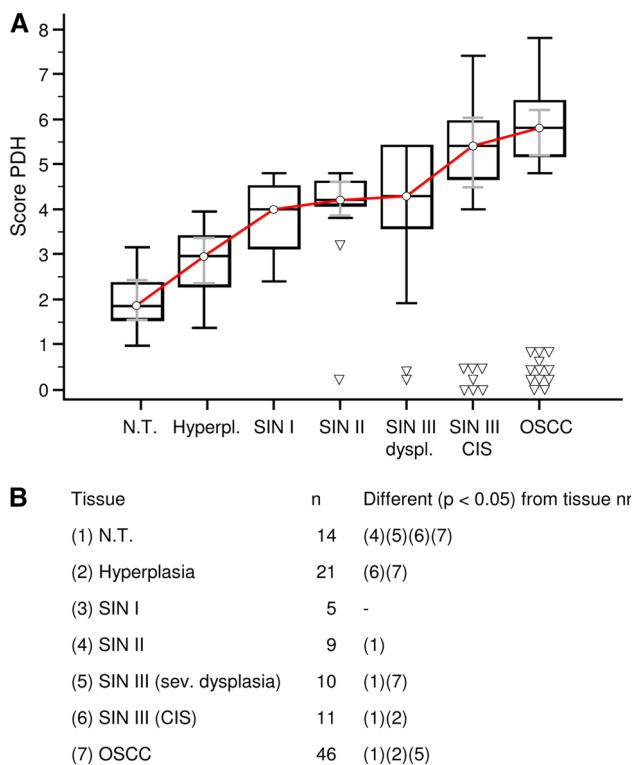 A
8
7
6
5
4
3
2
1
0
Score PDH
N.T. Hyperpl. SIN I SIN II SIN III SIN III OSCC
dyspl. CIS
B Tissue n Different (p < 0.05) from tissue nr
(1) N.T. 14 (4)(5)(6)(7)
(2) Hyperplasia 21 (6)(7)
(3) SIN I 5 -
(4) SIN II 9 (1)
(5) SIN III (sev. dysplasia) 10 (1)(7)
(6) SIN III (CIS) 11 (1)(2)
(7) OSCC 46 (1)(2)(5)